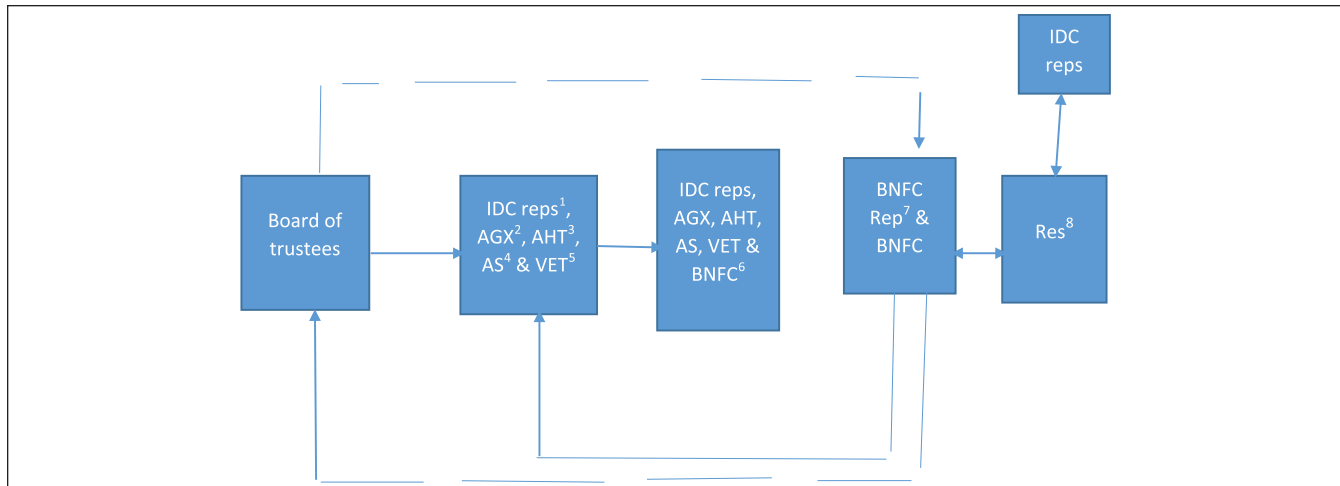 IDC
reps
Board of
trustees
IDC reps¹,
AGX², AHT³,
AS⁴ & VET⁵
IDC reps,
AGX, AHT,
AS, VET &
BNFC⁶
BNFC
Rep⁷ &
BNFC
Res⁸